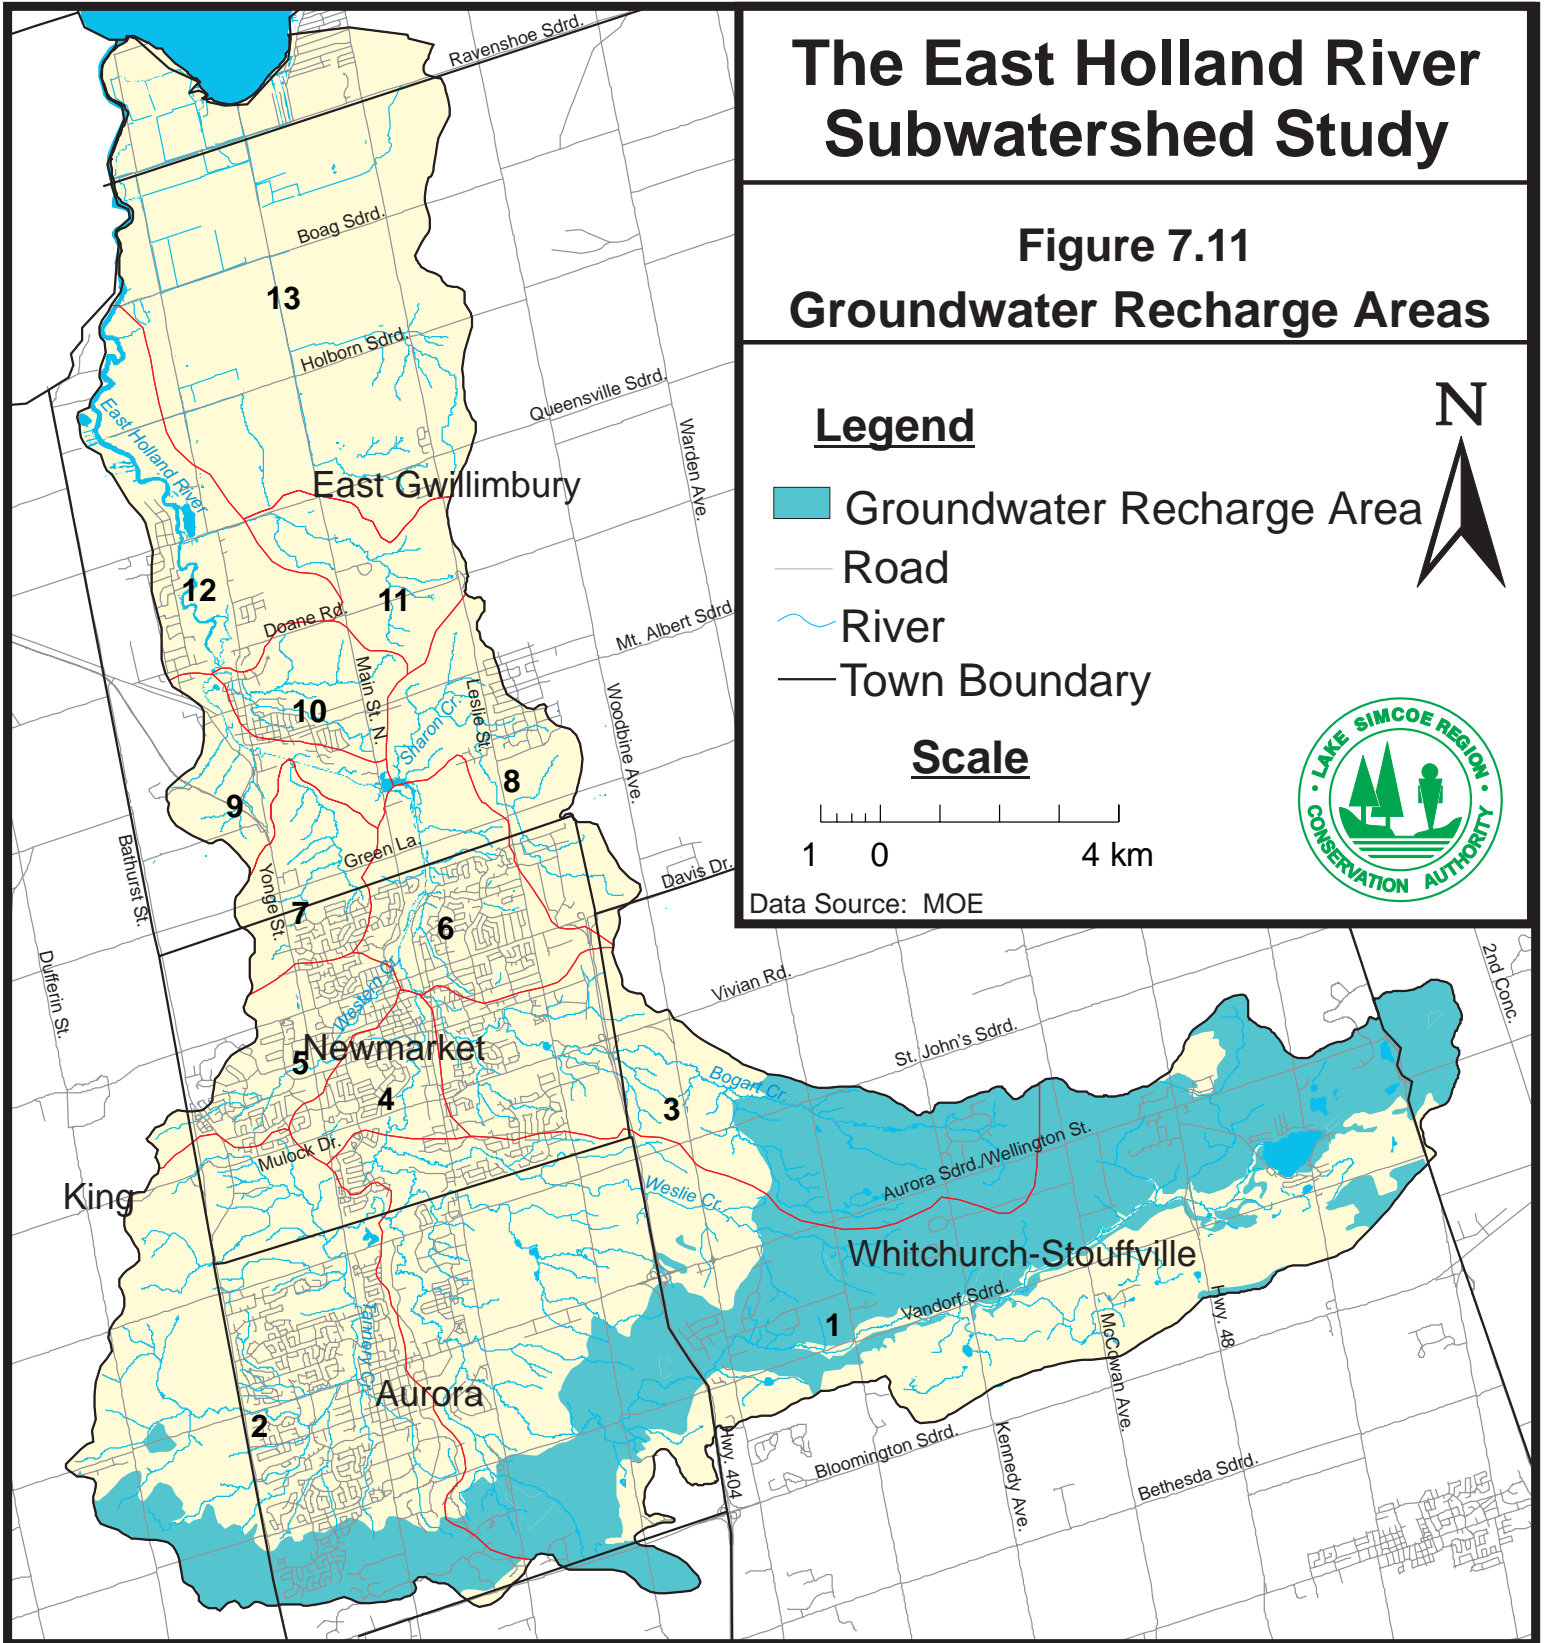 The East Holland River
Subwatershed Study
Figure 7.11
Groundwater Recharge Areas
Legend
Groundwater Recharge Area
Road
River
Town Boundary
N
Scale
1 0 4 km
Data Source: MOE
LAKE SIMCOE REGION
CONSERVATION AUTHORITY
Ravenshoe Sdrd.
Boag Sdrd.
13
Holborn Sdrd.
Queensville Sdrd.
East Holland River
Warden Ave.
East Gwillimbury
12
11
Doane Rd.
Mt. Albert Sdrd.
Main St. N.
Leslie St.
Sharon Cr.
Woodbine Ave.
10
8
9
Green La.
Bathurst St.
Yonge St.
Davis Dr.
7
6
Dufferin St.
Western Cr.
Vivian Rd.
2nd Conc.
St. John's Sdrd.
Newmarket
5
4
Bogart Cr.
3
Mulock Dr.
Aurora Sdrd./Wellington St.
King
Weslie Cr.
Whitchurch-Stouffville
Vandorf Sdrd.
1
Hwy. 48
McCowan Ave.
Tannery Cr.
Aurora
2
Hwy. 404
Bloomington Sdrd.
Kennedy Ave.
Bethesda Sdrd.